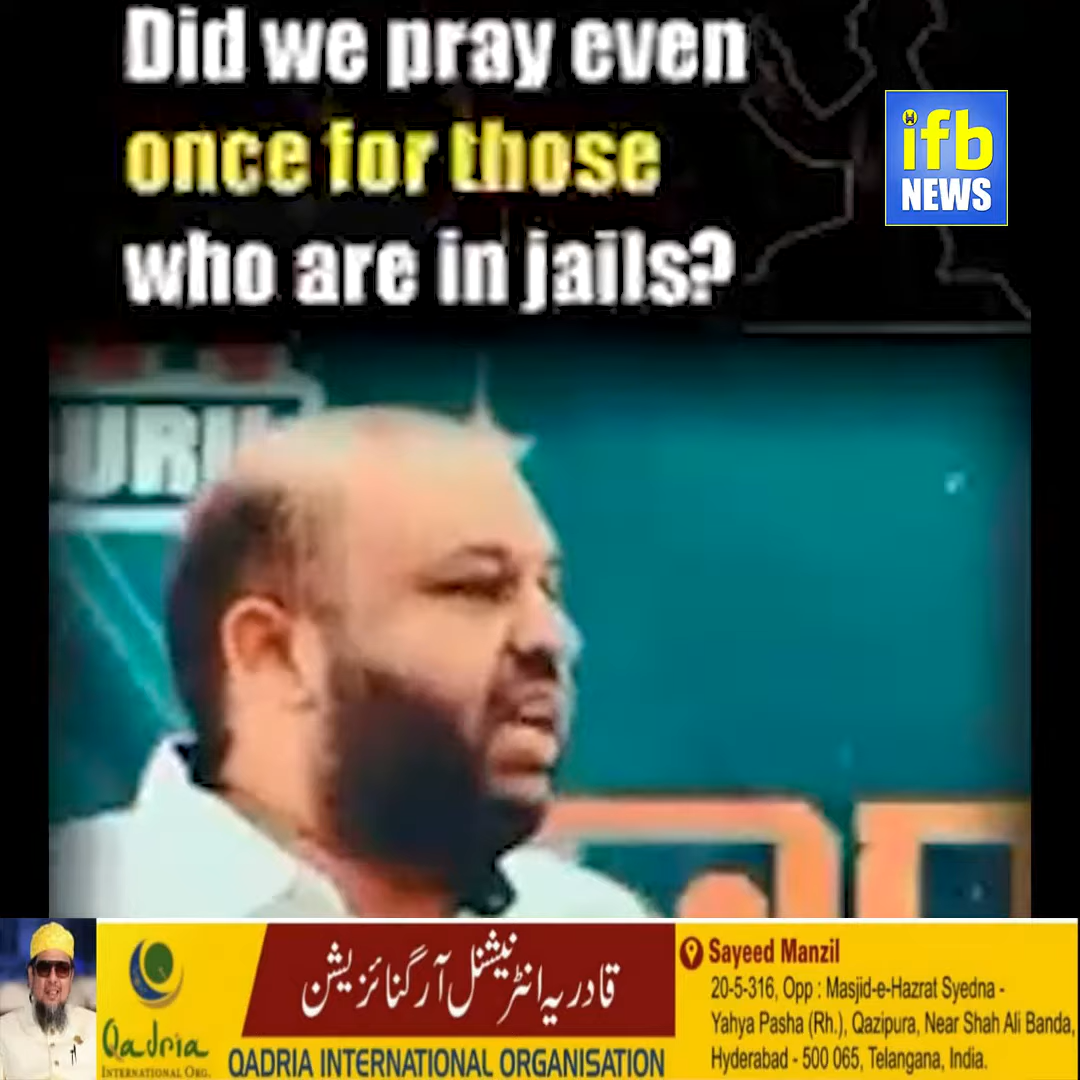 Did we pray even
once for those
who are in jails?
ifb
NEWS
URU
قادریہ انٹرنیشنل آرگنائزیشن
Qadria
INTERNATIONAL ORG.
QADRIA INTERNATIONAL ORGANISATION
Sayeed Manzil
20-5-316, Opp : Masjid-e-Hazrat Syedna -
Yahya Pasha (Rh.), Qazipura, Near Shah Ali Banda,
Hyderabad - 500 065, Telangana, India.